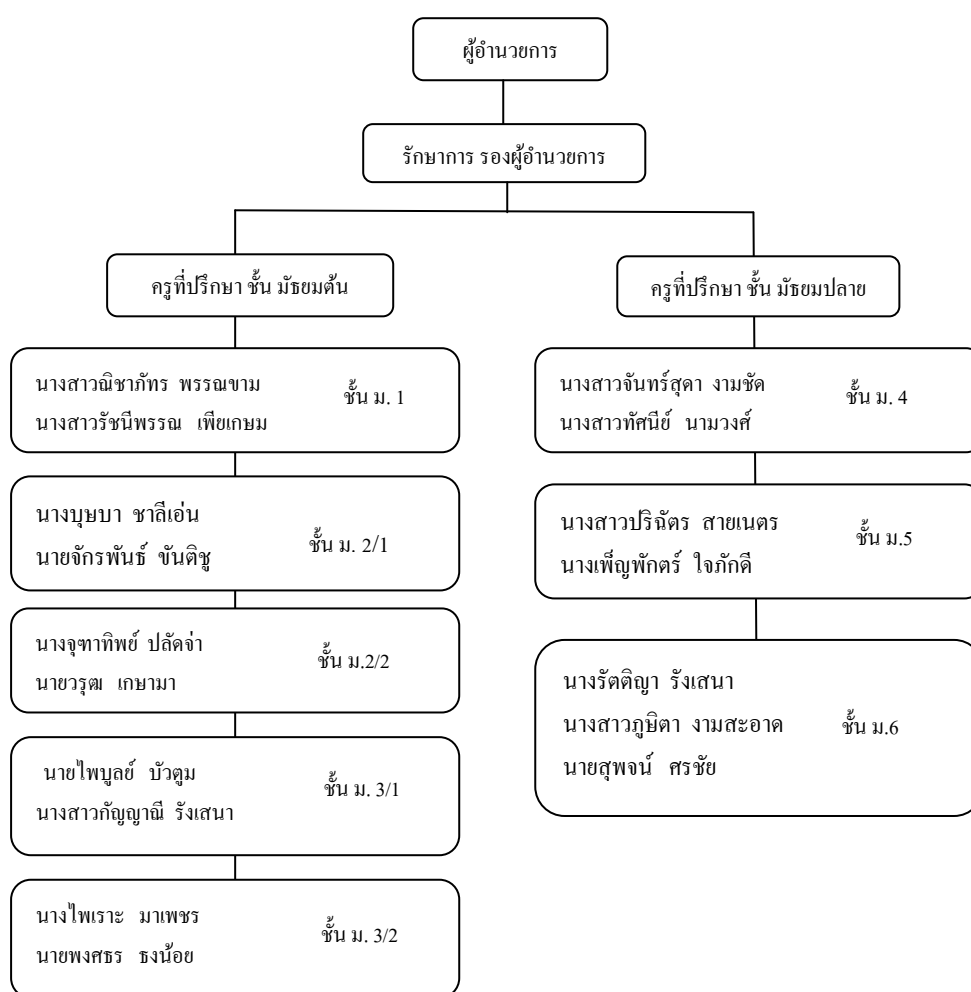 ผู้อำนวยการ
รักษาการ รองผู้อำนวยการ
ครูที่ปรึกษา ชั้น มัธยมต้น
นางสาวณิชาภัทร พรรณขาม ชั้น ม. 1
นางสาวรัชนีพรรณ เพียเกษม
นางบุษบา ชาลีเอ่น
นายจักรพันธ์ ขันติชู ชั้น ม. 2/1
นางจุฑาทิพย์ ปลัดจ่า
นายวรุฒ เกษามา ชั้น ม.2/2
นายไพบูลย์ บัวตูม ชั้น ม. 3/1
นางสาวกัญญาณี รังเสนา
นางไพเราะ มาเพชร
นายพงศธร ธงน้อย ชั้น ม. 3/2
ครูที่ปรึกษา ชั้น มัธยมปลาย
นางสาวจันทร์สุดา งามชัด ชั้น ม. 4
นางสาวทัศนีย์ นามวงศ์
นางสาวปริฉัตร สายเนตร ชั้น ม.5
นางเพ็ญพักตร์ ใจภักดี
นางรัตติญา รังเสนา
นางสาวภูษิตา งามสะอาด ชั้น ม.6
นายสุพจน์ ศรชัย